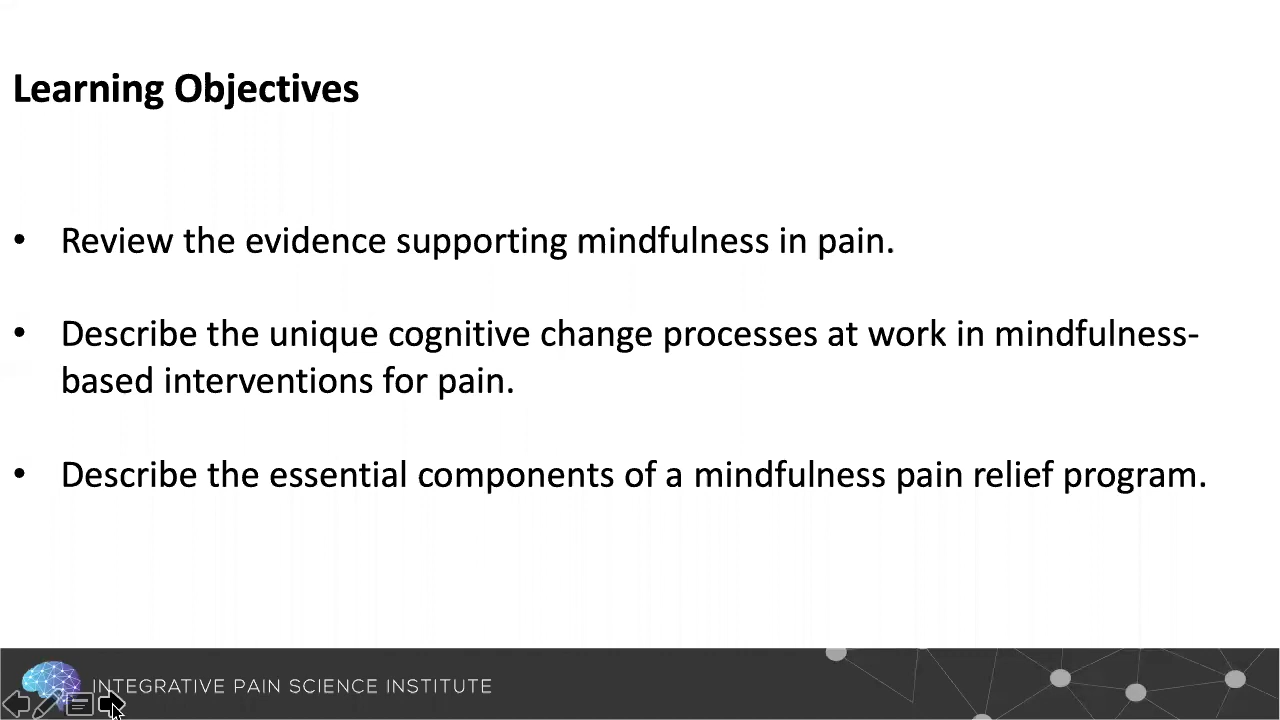 Learning Objectives
• Review the evidence supporting mindfulness in pain.
• Describe the unique cognitive change processes at work in mindfulness-
based interventions for pain.
• Describe the essential components of a mindfulness pain relief program.
INTEGRATIVE PAIN SCIENCE INSTITUTE